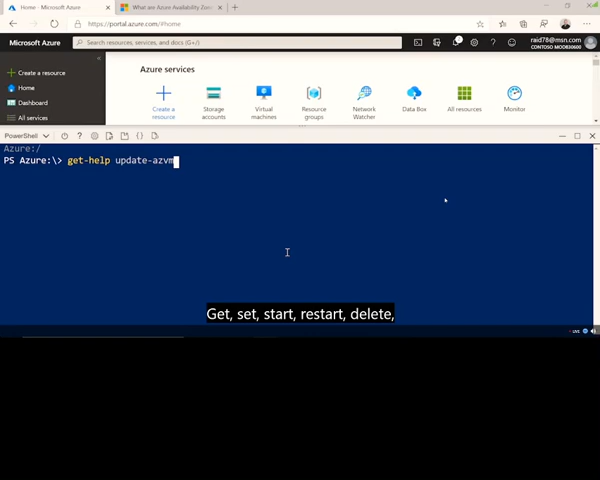 Home - Microsoft Azure
What are Azure Availability Zone
https://portal.azure.com/#home
Microsoft Azure
Search resources, services, and docs (G+/)
raid78@msn.com
Create a resource
Home
Dashboard
All services
Azure services
Create a resource
Storage accounts
Virtual machines
Resource groups
Network Watcher
Data Box
All resources
Monitor
PowerShell
Azure:/
PS Azure:\> get-help update-azvm
Get, set, start, restart, delete,